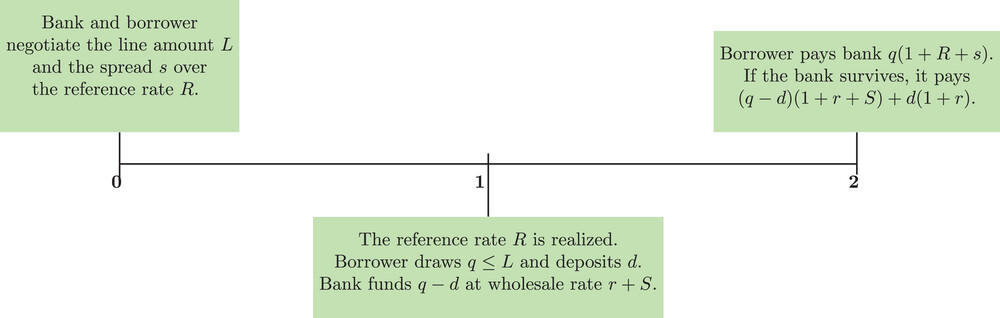 Bank and borrower
negotiate the line amount L
and the spread s over
the reference rate R.
Borrower pays bank q(1 + R + s).
If the bank survives, it pays
(q − d)(1 + r + S) + d(1 + r).
0
1
2
The reference rate R is realized.
Borrower draws q ≤ L and deposits d.
Bank funds q − d at wholesale rate r + S.